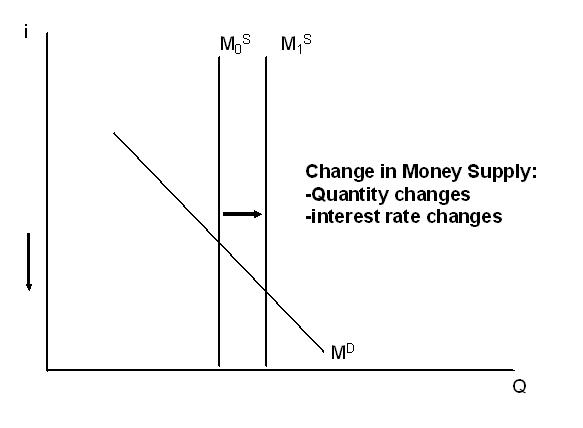 i
M₀ˢ M₁ˢ
Change in Money Supply:
-Quantity changes
-interest rate changes
Mᴰ
Q